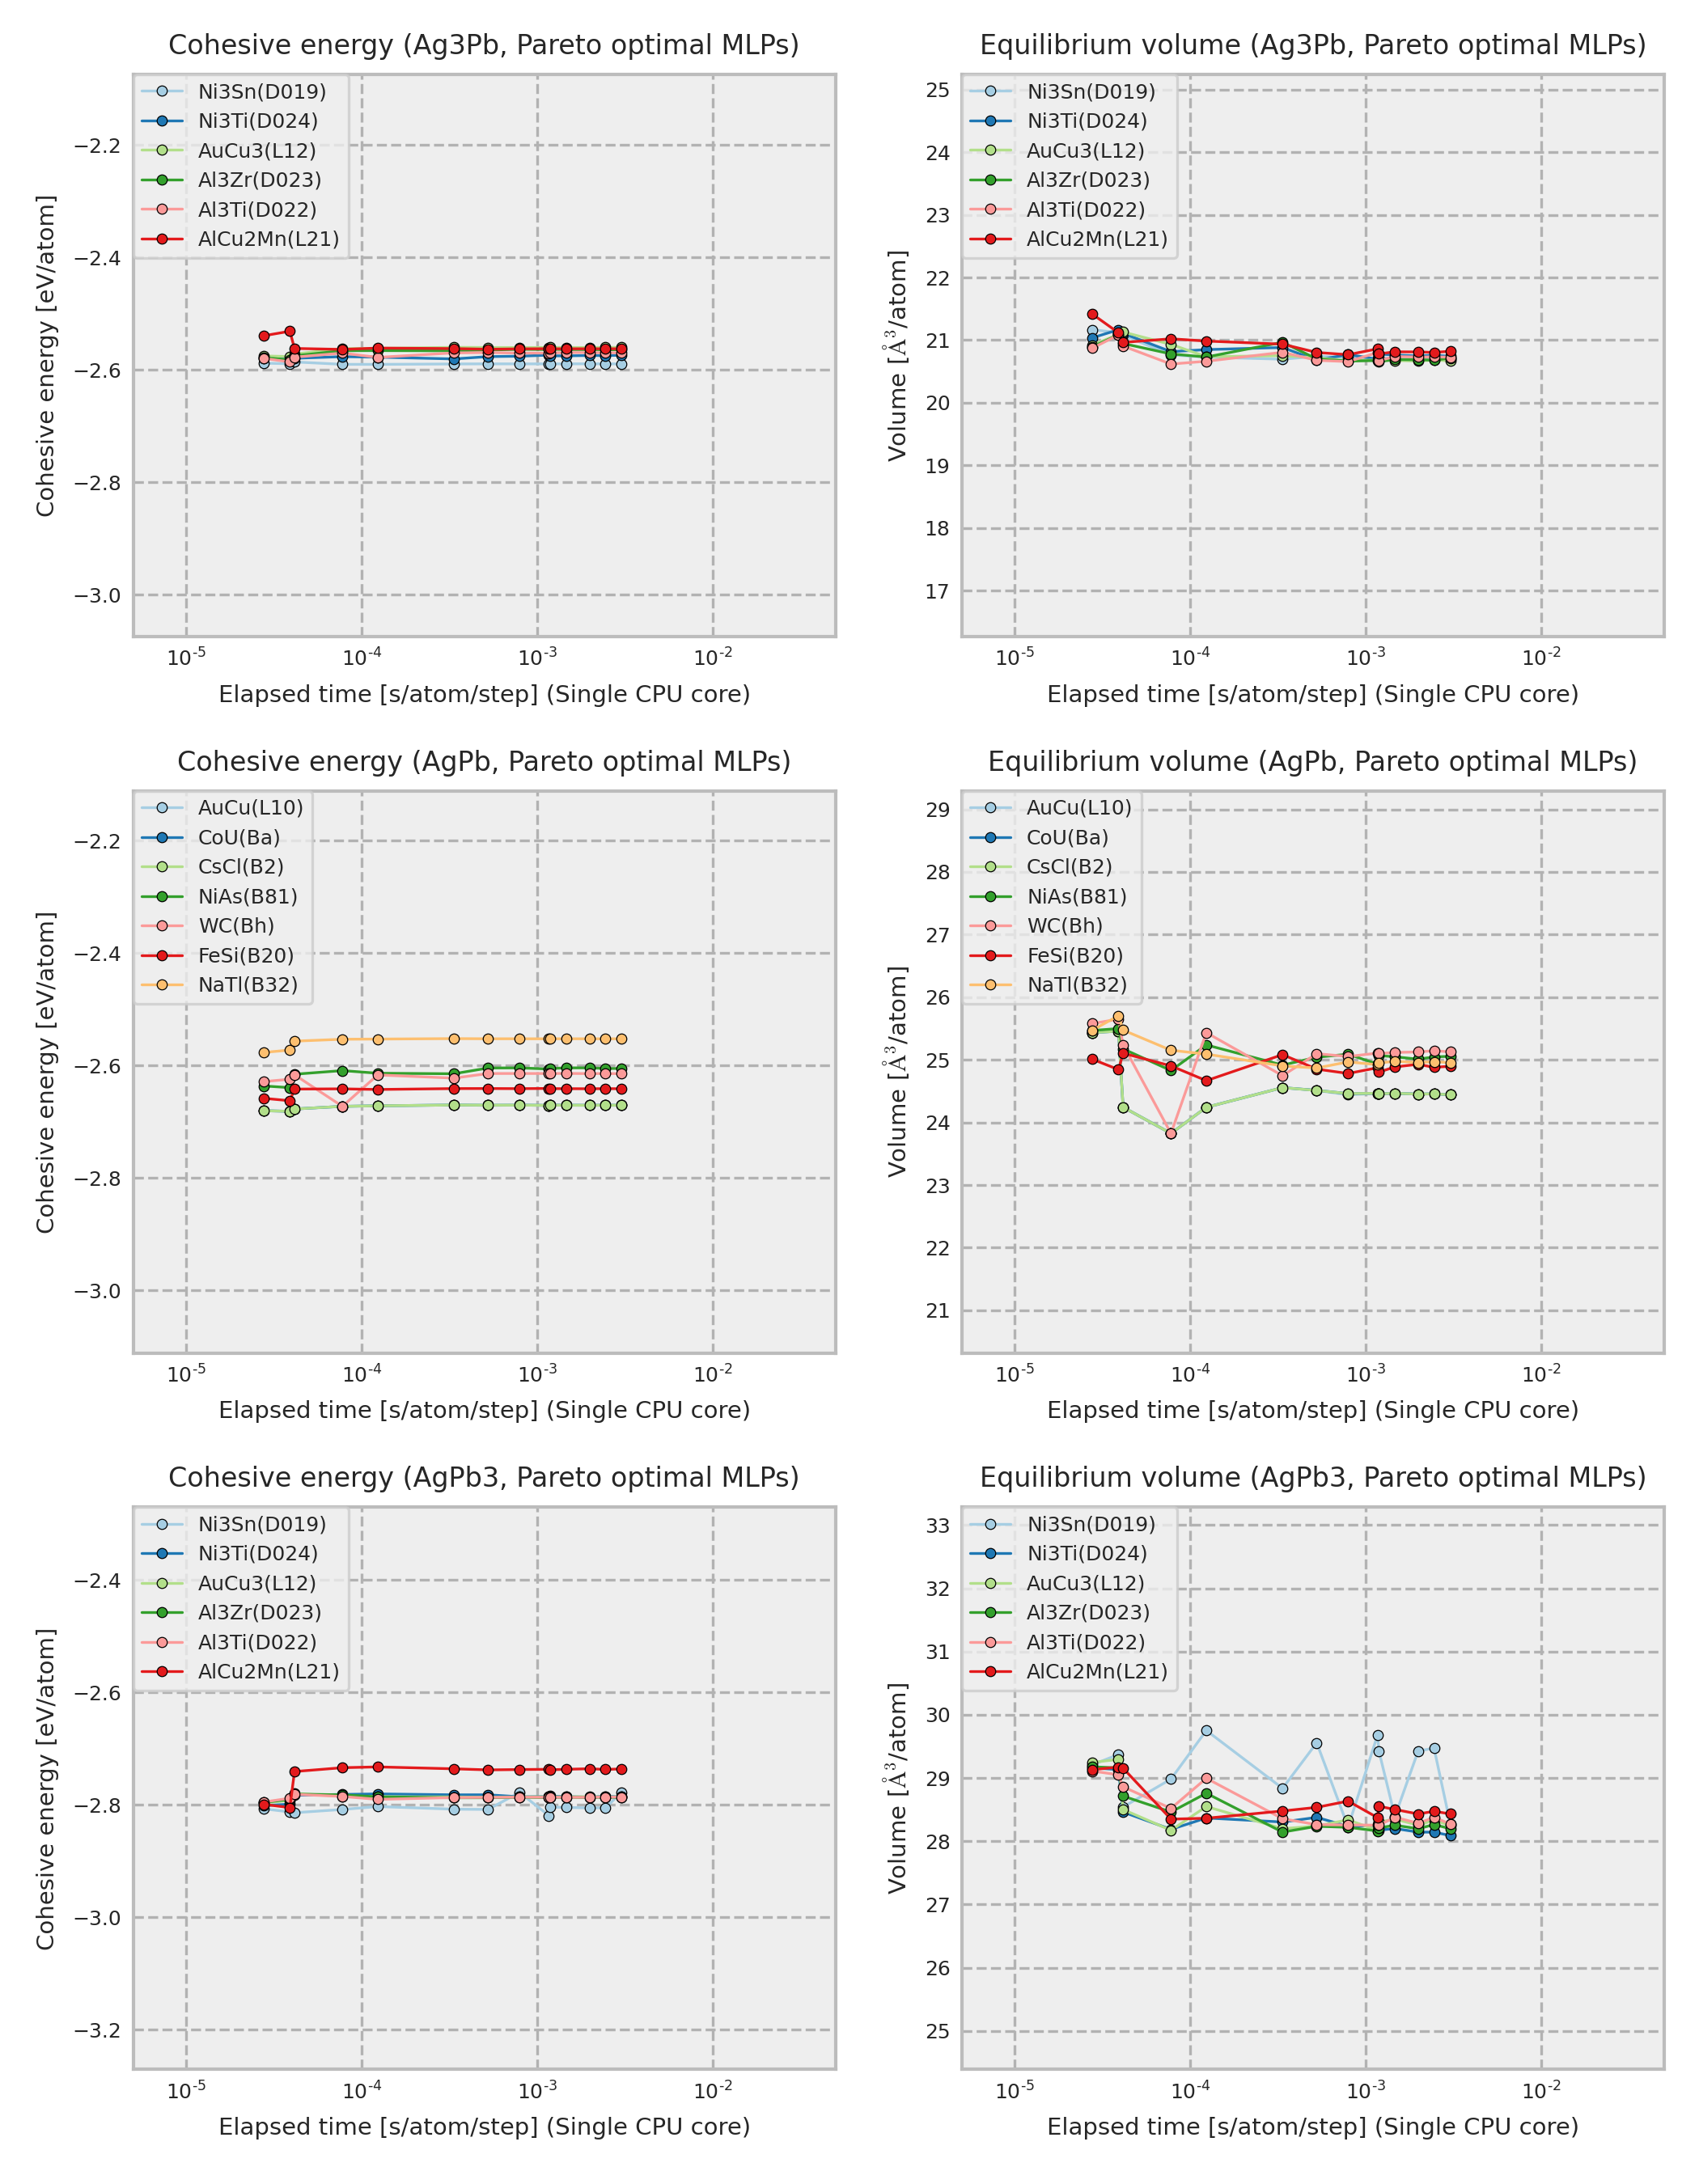 Cohesive energy (Ag3Pb, Pareto optimal MLPs)
Ni3Sn(D019)
Ni3Ti(D024)
AuCu3(L12)
Al3Zr(D023)
Al3Ti(D022)
AlCu2Mn(L21)
−2.2
−2.4
−2.6
−2.8
−3.0
Cohesive energy [eV/atom]
10^-5 10^-4 10^-3 10^-2
Elapsed time [s/atom/step] (Single CPU core)
Equilibrium volume (Ag3Pb, Pareto optimal MLPs)
Ni3Sn(D019)
Ni3Ti(D024)
AuCu3(L12)
Al3Zr(D023)
Al3Ti(D022)
AlCu2Mn(L21)
25
24
23
22
21
20
19
18
17
Volume [Å^3/atom]
10^-5 10^-4 10^-3 10^-2
Elapsed time [s/atom/step] (Single CPU core)
Cohesive energy (AgPb, Pareto optimal MLPs)
AuCu(L10)
CoU(Ba)
CsCl(B2)
NiAs(B81)
WC(Bh)
FeSi(B20)
NaTl(B32)
−2.2
−2.4
−2.6
−2.8
−3.0
Cohesive energy [eV/atom]
10^-5 10^-4 10^-3 10^-2
Elapsed time [s/atom/step] (Single CPU core)
Equilibrium volume (AgPb, Pareto optimal MLPs)
AuCu(L10)
CoU(Ba)
CsCl(B2)
NiAs(B81)
WC(Bh)
FeSi(B20)
NaTl(B32)
29
28
27
26
25
24
23
22
21
Volume [Å^3/atom]
10^-5 10^-4 10^-3 10^-2
Elapsed time [s/atom/step] (Single CPU core)
Cohesive energy (AgPb3, Pareto optimal MLPs)
Ni3Sn(D019)
Ni3Ti(D024)
AuCu3(L12)
Al3Zr(D023)
Al3Ti(D022)
AlCu2Mn(L21)
−2.4
−2.6
−2.8
−3.0
−3.2
Cohesive energy [eV/atom]
10^-5 10^-4 10^-3 10^-2
Elapsed time [s/atom/step] (Single CPU core)
Equilibrium volume (AgPb3, Pareto optimal MLPs)
Ni3Sn(D019)
Ni3Ti(D024)
AuCu3(L12)
Al3Zr(D023)
Al3Ti(D022)
AlCu2Mn(L21)
33
32
31
30
29
28
27
26
25
Volume [Å^3/atom]
10^-5 10^-4 10^-3 10^-2
Elapsed time [s/atom/step] (Single CPU core)